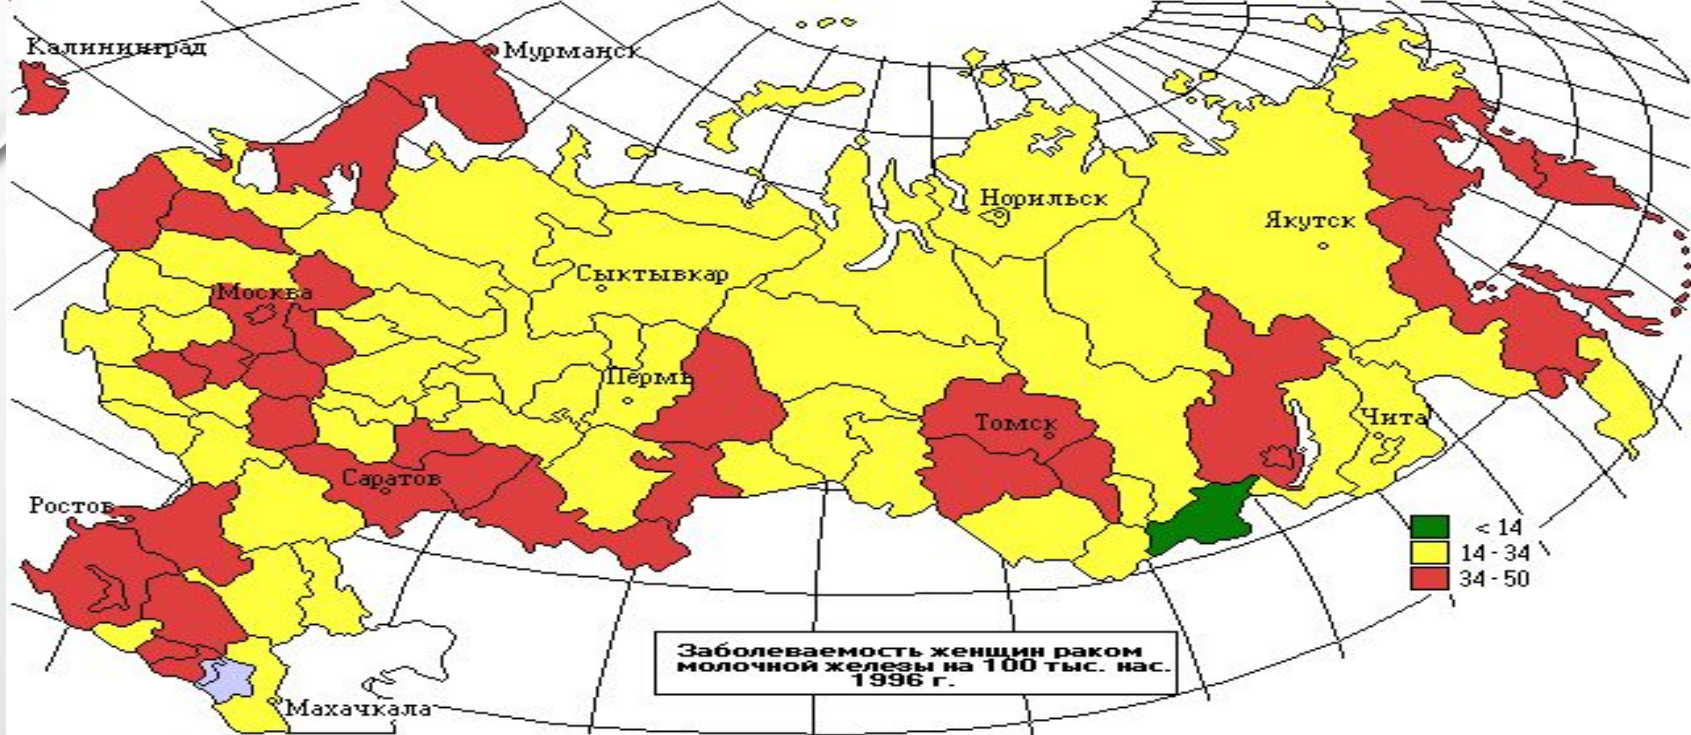 Калининград
Мурманск
Норильск
Якутск
Сыктывкар
Москва
Пермь
Томск
Чита
Саратов
Ростов
< 14
14 - 34
34 - 50
Заболеваемость женщин раком
молочной железы на 100 тыс. нас.
1996 г.
Махачкала